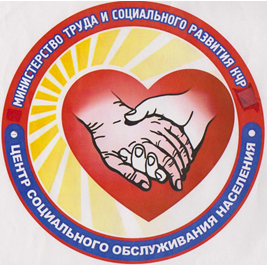 МИНИСТЕРСТВО ТРУДА И СОЦИАЛЬНОГО РАЗВИТИЯ КЧР
ЦЕНТР СОЦИАЛЬНОГО ОБСЛУЖИВАНИЯ НАСЕЛЕНИЯ